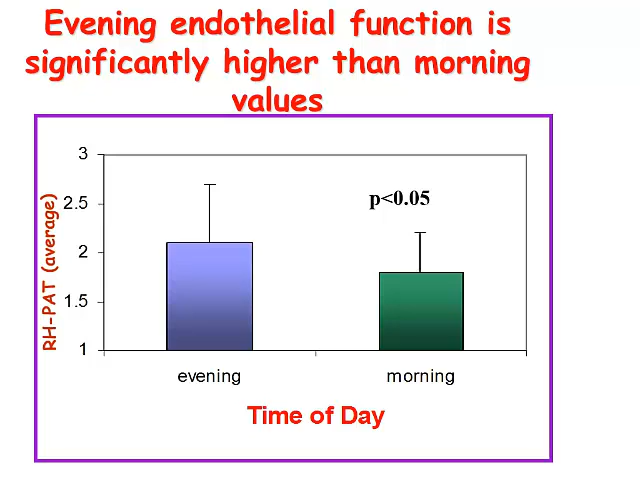 Evening endothelial function is
significantly higher than morning
values
3
2.5
2
1.5
1
RH-PAT (average)
p<0.05
evening
morning
Time of Day